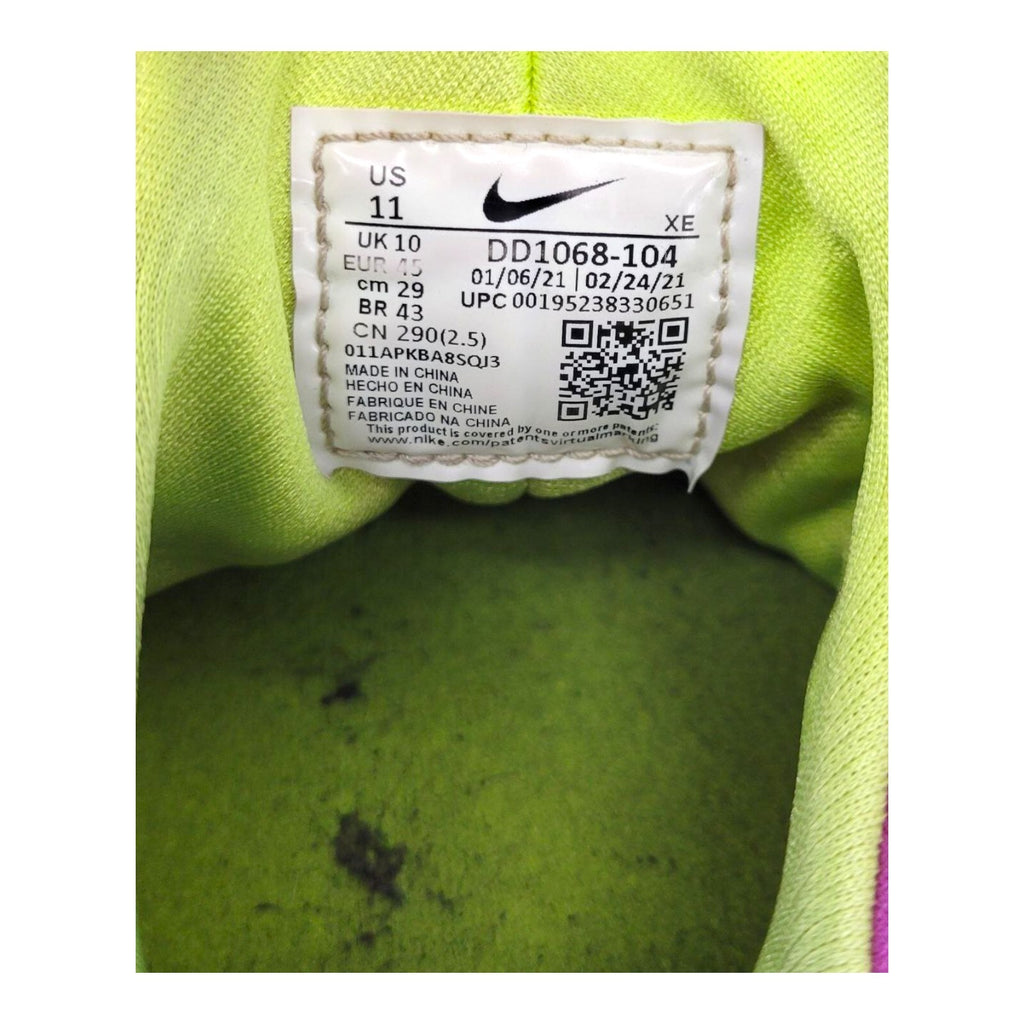 US
11
XE
UK 10
EUR 45
cm 29
BR 43
CN 290(2.5)
DD1068-104
01/06/21 | 02/24/21
UPC 00195238330651
011APKBA8SQJ3
MADE IN CHINA
HECHO EN CHINA
FABRIQUE EN CHINE
FABRICADO NA CHINA
This product is covered by one or more patents:
www.nike.com/patentsvirtualmarking